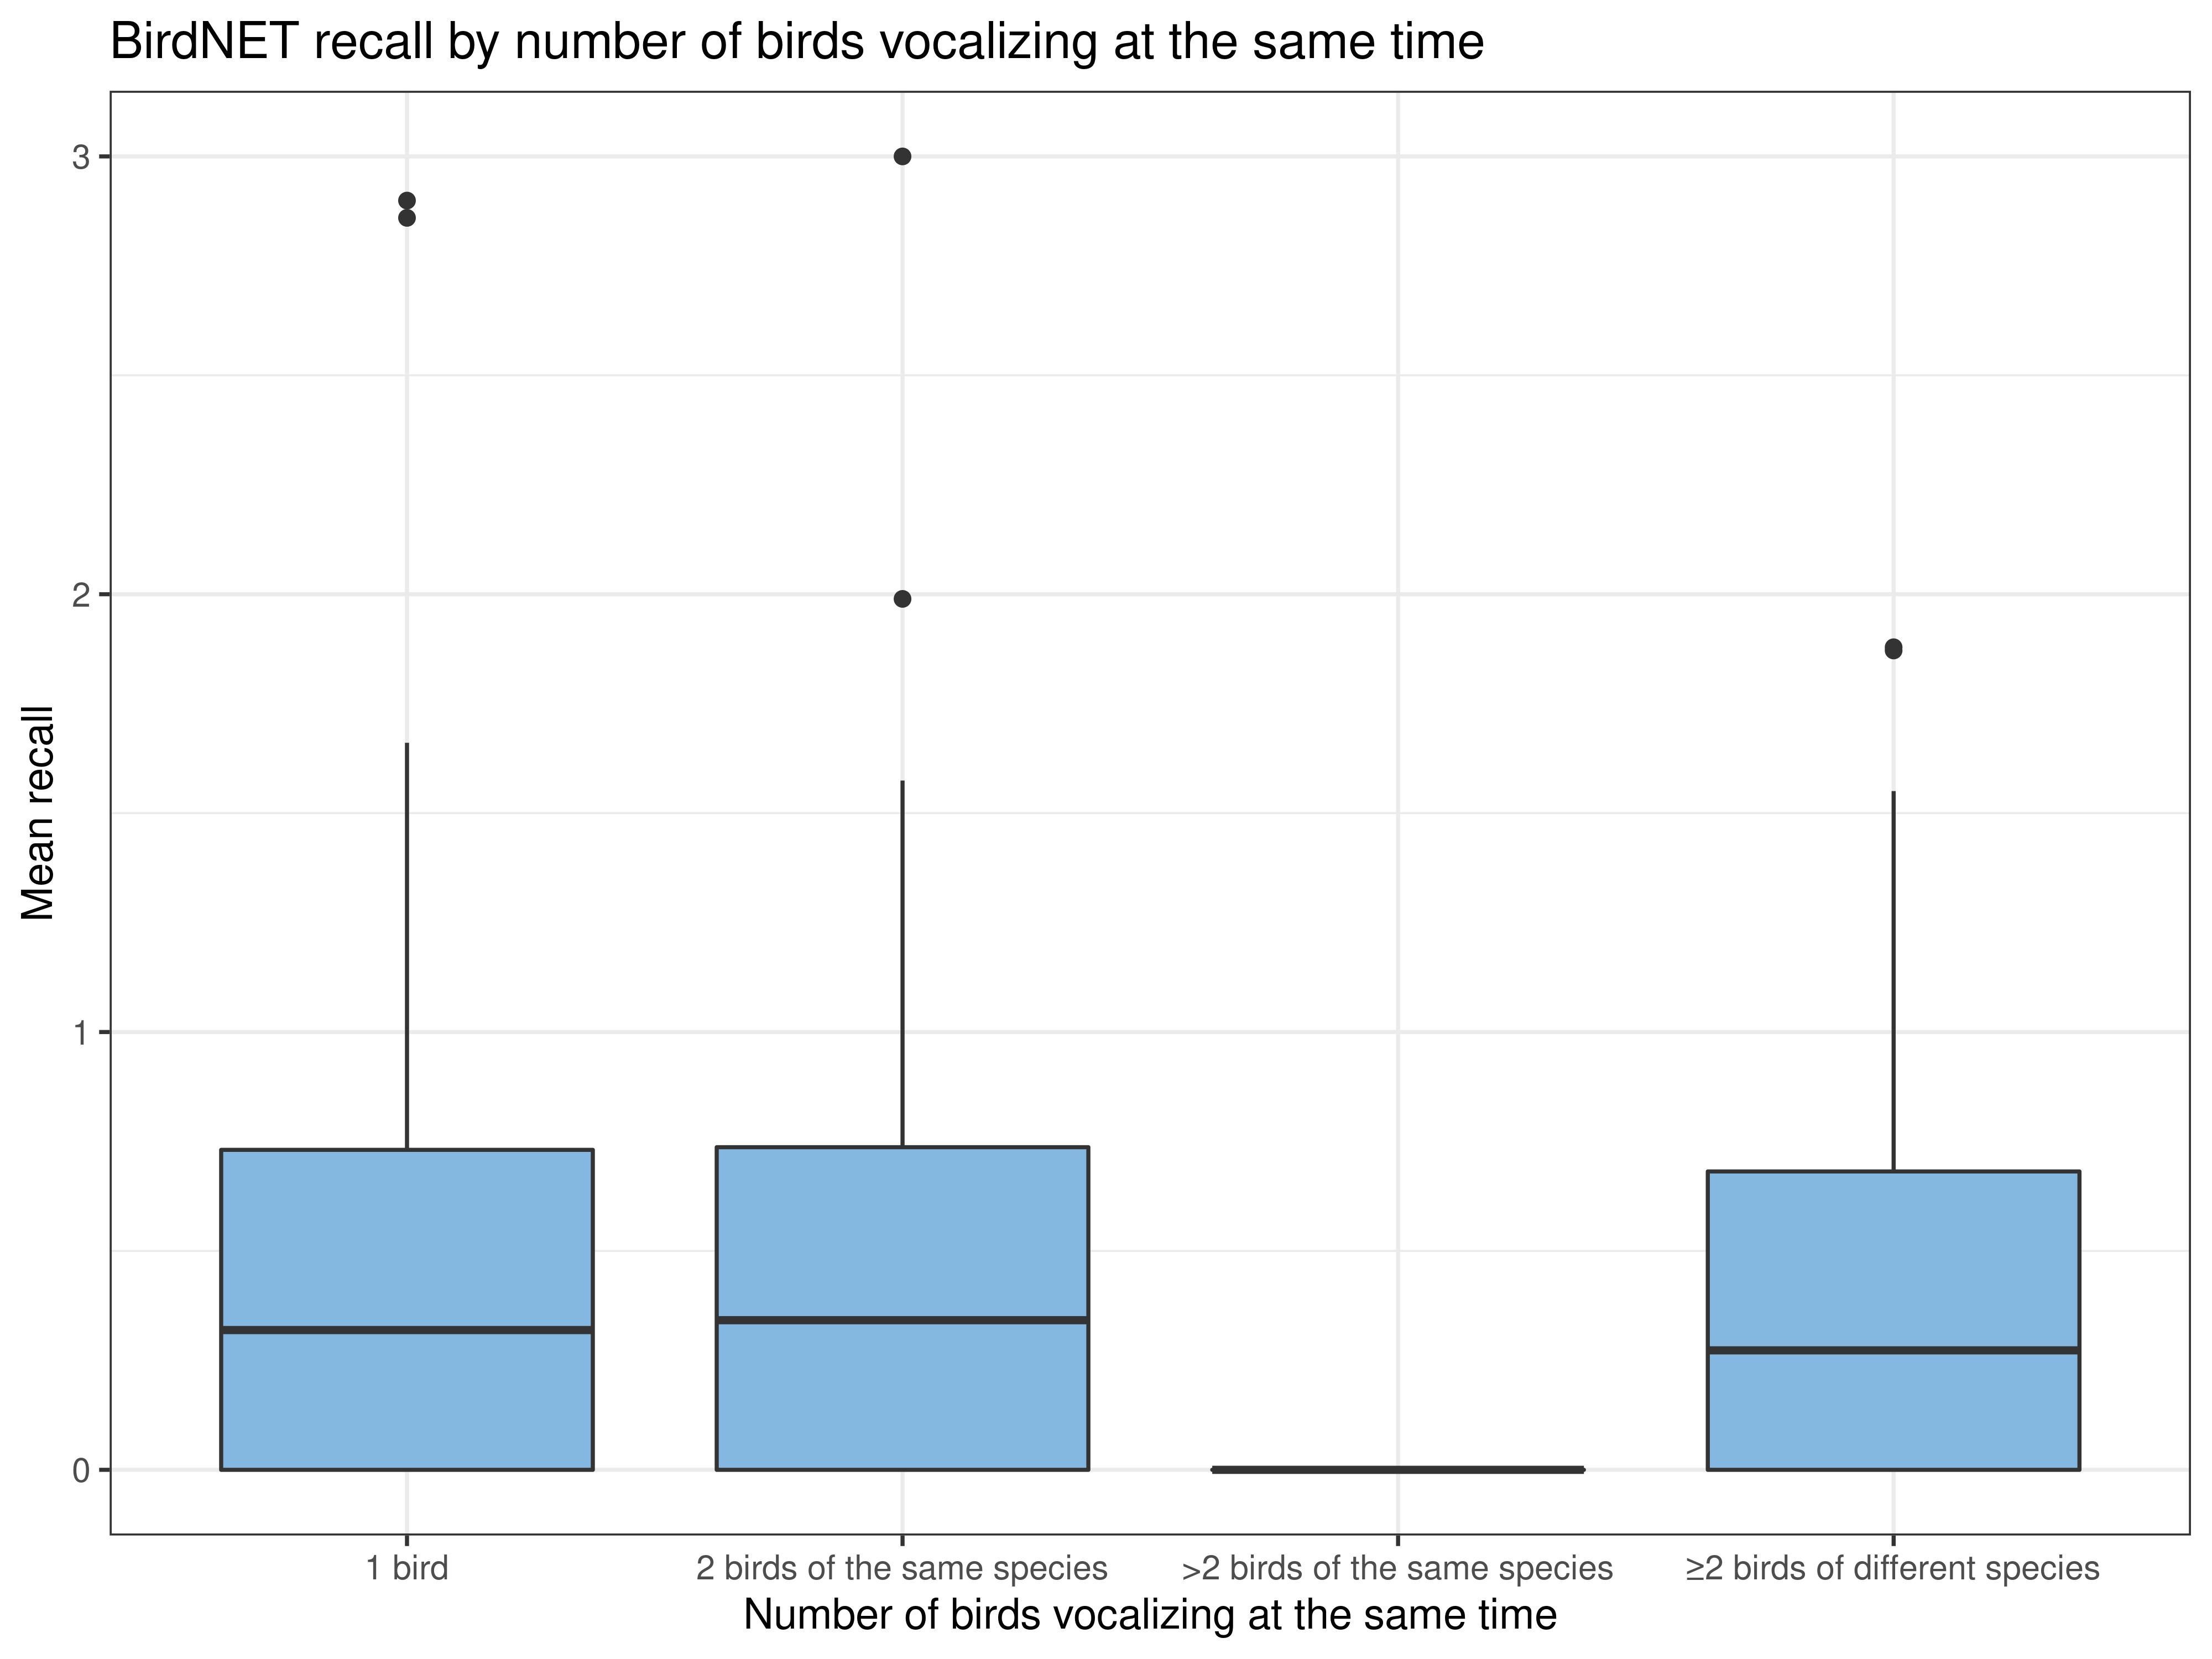 BirdNET recall by number of birds vocalizing at the same time
Mean recall
3
2
1
0
1 bird
2 birds of the same species
>2 birds of the same species
≥2 birds of different species
Number of birds vocalizing at the same time